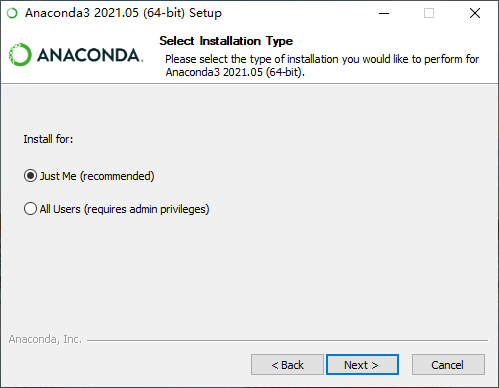 Anaconda3 2021.05 (64-bit) Setup
ANACONDA.
Select Installation Type
Please select the type of installation you would like to perform for
Anaconda3 2021.05 (64-bit).
Install for:
Just Me (recommended)
All Users (requires admin privileges)
Anaconda, Inc.
< Back
Next >
Cancel